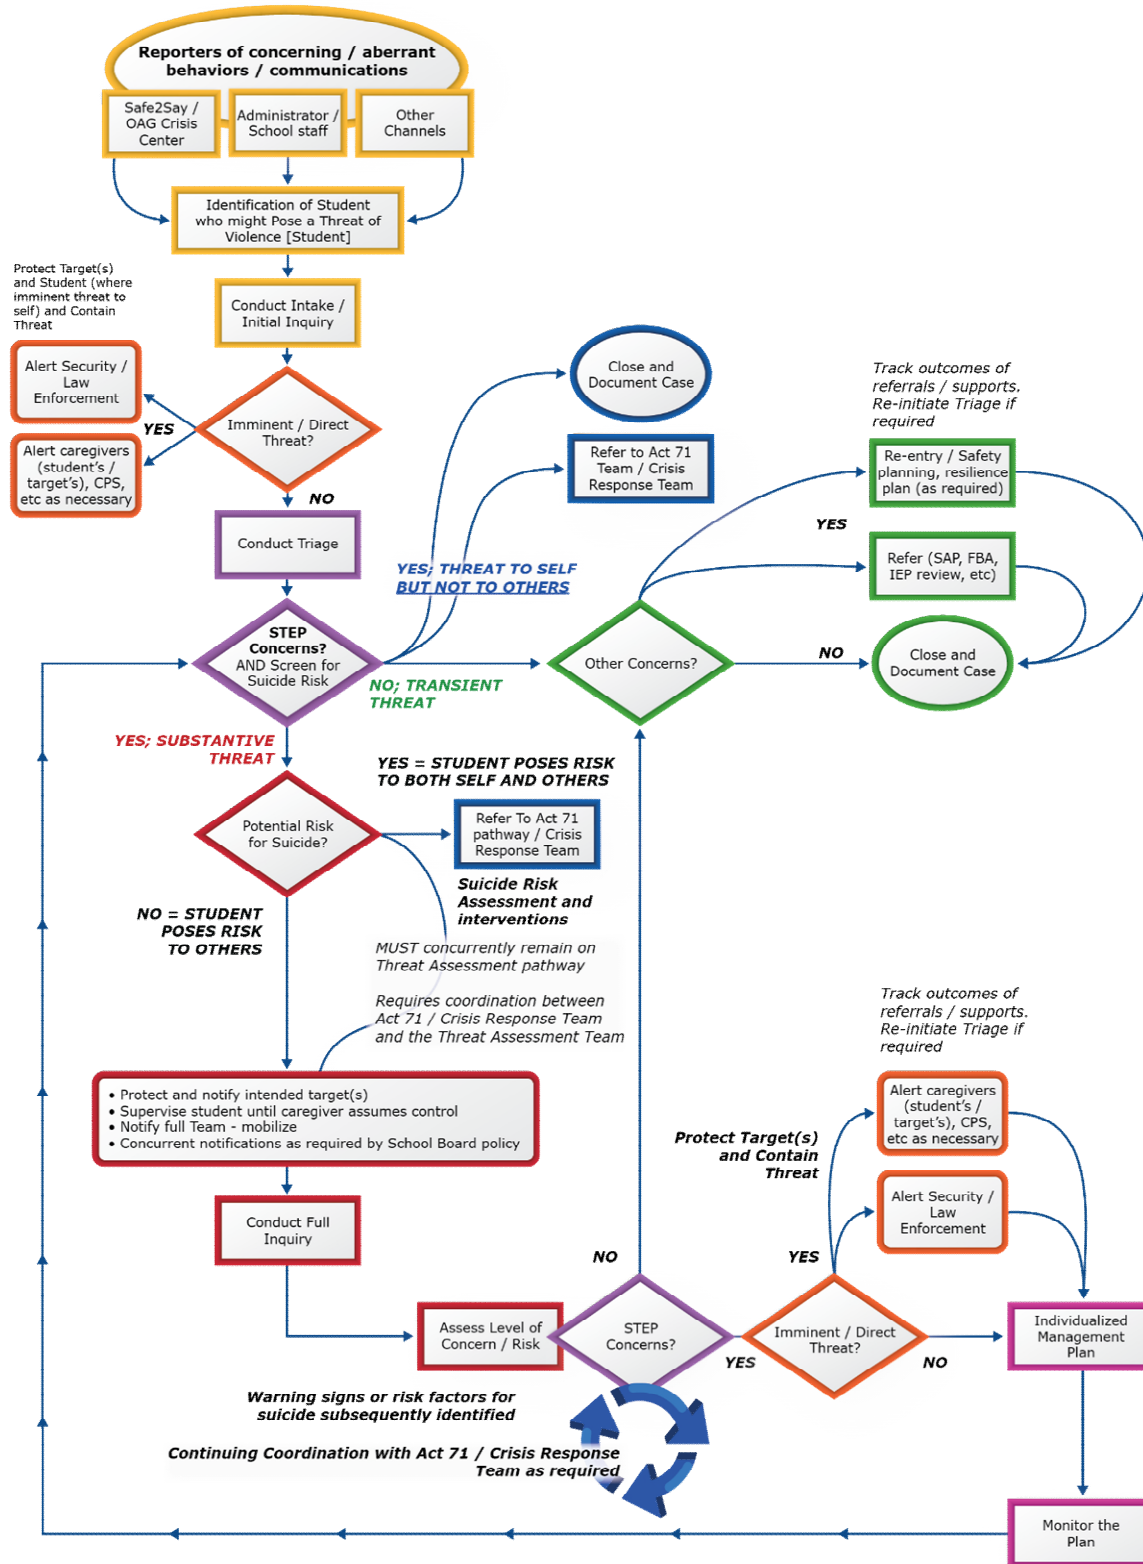 Reporters of concerning / aberrant
behaviors / communications
Safe2Say /
OAG Crisis
Center
Administrator /
School staff
Other
Channels
Identification of Student
who might Pose a Threat of
Violence [Student]
Protect Target(s)
and Student (where
imminent threat to
self) and Contain
Threat
Conduct Intake /
Initial Inquiry
Alert Security /
Law
Enforcement
YES
Alert caregivers
(student's /
target's), CPS,
etc as necessary
Imminent / Direct
Threat?
NO
Conduct Triage
Close and
Document Case
Refer to Act 71
Team / Crisis
Response Team
YES; THREAT TO SELF
BUT NOT TO OTHERS
Track outcomes of
referrals / supports.
Re-initiate Triage if
required
Re-entry / Safety
planning, resilience
plan (as required)
YES
Refer (SAP, FBA,
IEP review, etc)
STEP
Concerns?
AND Screen for
Suicide Risk
NO; TRANSIENT
THREAT
Other Concerns?
NO
Close and
Document Case
YES; SUBSTANTIVE
THREAT
YES = STUDENT POSES RISK
TO BOTH SELF AND OTHERS
Potential Risk
for Suicide?
Refer To Act 71
pathway / Crisis
Response Team
Suicide Risk
Assessment and
interventions
NO = STUDENT
POSES RISK
TO OTHERS
MUST concurrently remain on
Threat Assessment pathway
Requires coordination between
Act 71 / Crisis Response Team
and the Threat Assessment Team
• Protect and notify intended target(s)
• Supervise student until caregiver assumes control
• Notify full Team - mobilize
• Concurrent notifications as required by School Board policy
Conduct Full
Inquiry
Assess Level of
Concern / Risk
NO
STEP
Concerns?
YES
Track outcomes of
referrals / supports.
Re-initiate Triage if
required
Protect Target(s)
and Contain
Threat
Alert caregivers
(student's /
target's), CPS,
etc as necessary
Alert Security /
Law
Enforcement
YES
Imminent / Direct
Threat?
NO
Individualized
Management
Plan
Warning signs or risk factors for
suicide subsequently identified
Continuing Coordination with Act 71 / Crisis Response
Team as required
Monitor the
Plan